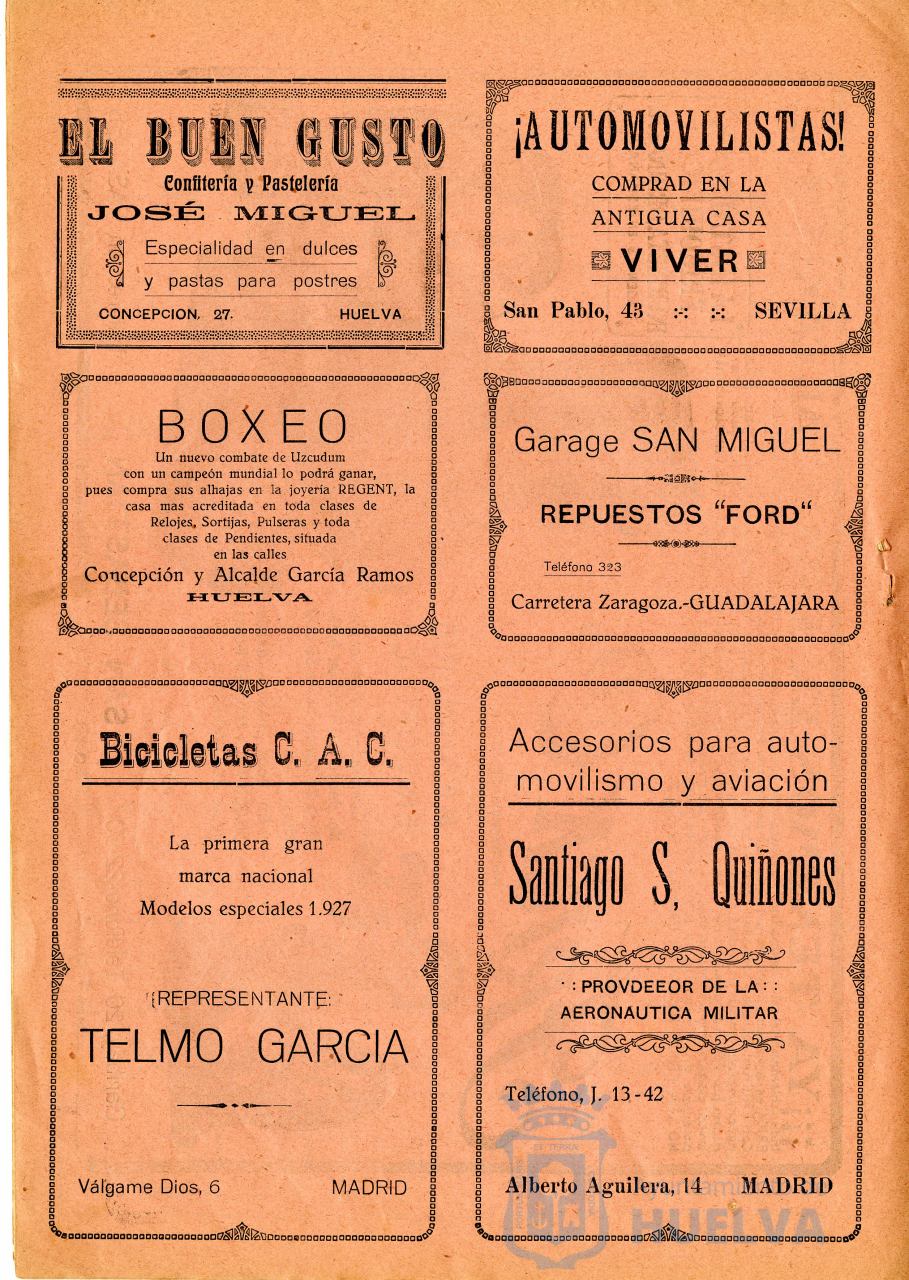 EL BUEN GUSTO
Confitería y Pastelería
JOSÉ MIGUEL
Especialidad en dulces
y pastas para postres
CONCEPCION, 27. HUELVA
¡AUTOMOVILISTAS!
COMPRAD EN LA
ANTIGUA CASA
VIVER
San Pablo, 43 :-: :-: SEVILLA
BOXEO
Un nuevo combate de Uzcudum
con un campeón mundial lo podrá ganar,
pues compra sus alhajas en la joyería REGENT, la
casa mas acreditada en toda clases de
Relojes, Sortijas, Pulseras y toda
clases de Pendientes, situada
en las calles
Concepción y Alcalde García Ramos
HUELVA
Garage SAN MIGUEL
REPUESTOS “FORD“
Teléfono 323
Carretera Zaragoza.-GUADALAJARA
Bicicletas C. A. C.
La primera gran
marca nacional
Modelos especiales 1.927
REPRESENTANTE:
TELMO GARCIA
Válgame Dios, 6 MADRID
Accesorios para auto-
movilismo y aviación
Santiago S, Quiñones
: : PROVDEEOR DE LA : :
AERONAUTICA MILITAR
Teléfono, J. 13-42
Alberto Aguilera, 14 MADRID
HUELVA